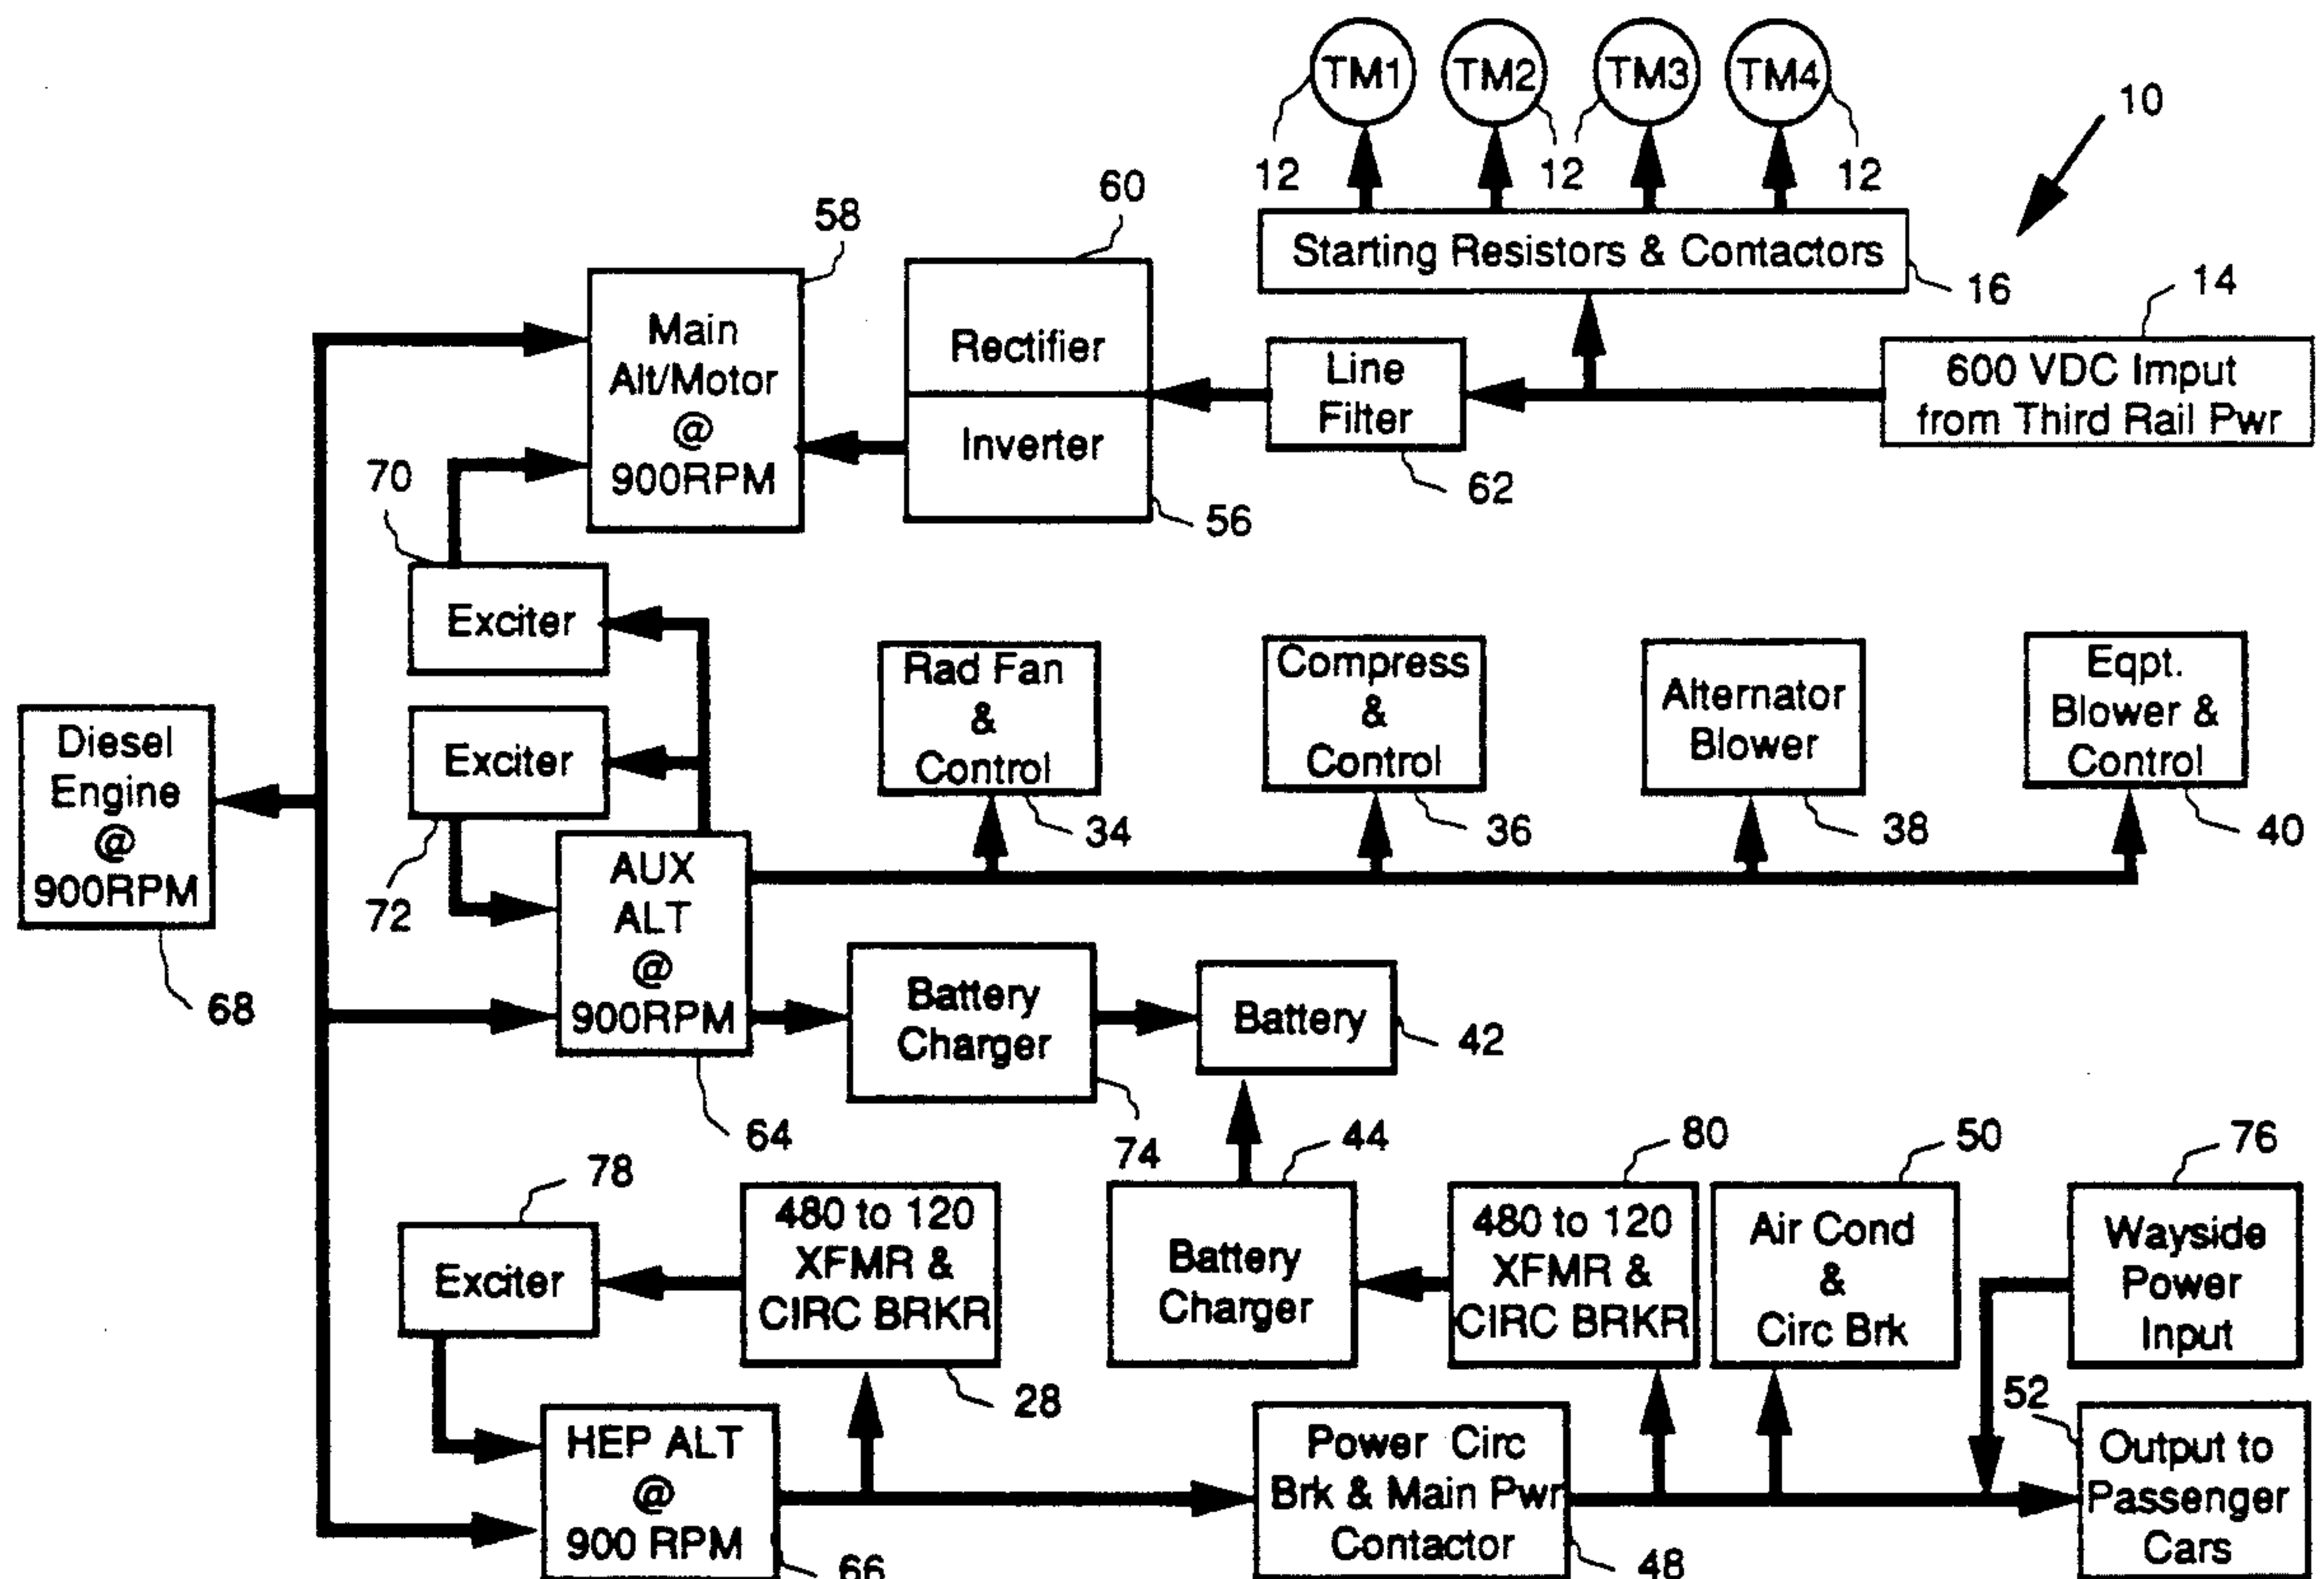 TM1
TM2
TM3
TM4
10
12
12
12
Starting Resistors & Contactors
16
14
600 VDC Imput
from Third Rail Pwr
58
60
Main
Alt/Motor
@
900RPM
Rectifier
Inverter
56
Line
Filter
62
70
Exciter
Exciter
72
Diesel
Engine
@
900RPM
68
Rad Fan
&
Control
34
Compress
&
Control
36
Alternator
Blower
38
Eqpt.
Blower &
Control
40
AUX
ALT
@
900RPM
64
Battery
Charger
74
Battery
42
78
Exciter
480 to 120
XFMR &
CIRC BRKR
28
44
Battery
Charger
80
480 to 120
XFMR &
CIRC BRKR
50
Air Cond
&
Circ Brk
76
Wayside
Power
Input
HEP ALT
@
900 RPM
66
Power Circ
Brk & Main Pwr
Contactor
48
52
Output to
Passenger
Cars